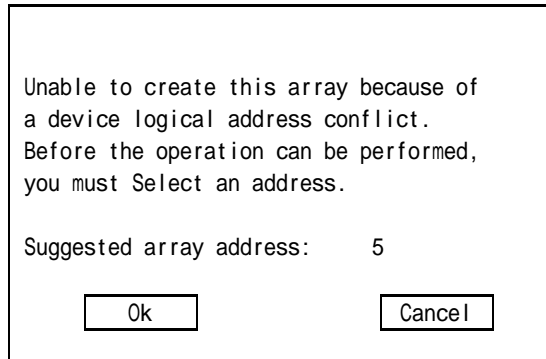 Unable to create this array because of
a device logical address conflict.
Before the operation can be performed,
you must Select an address.
Suggested array address: 5
Ok Cancel